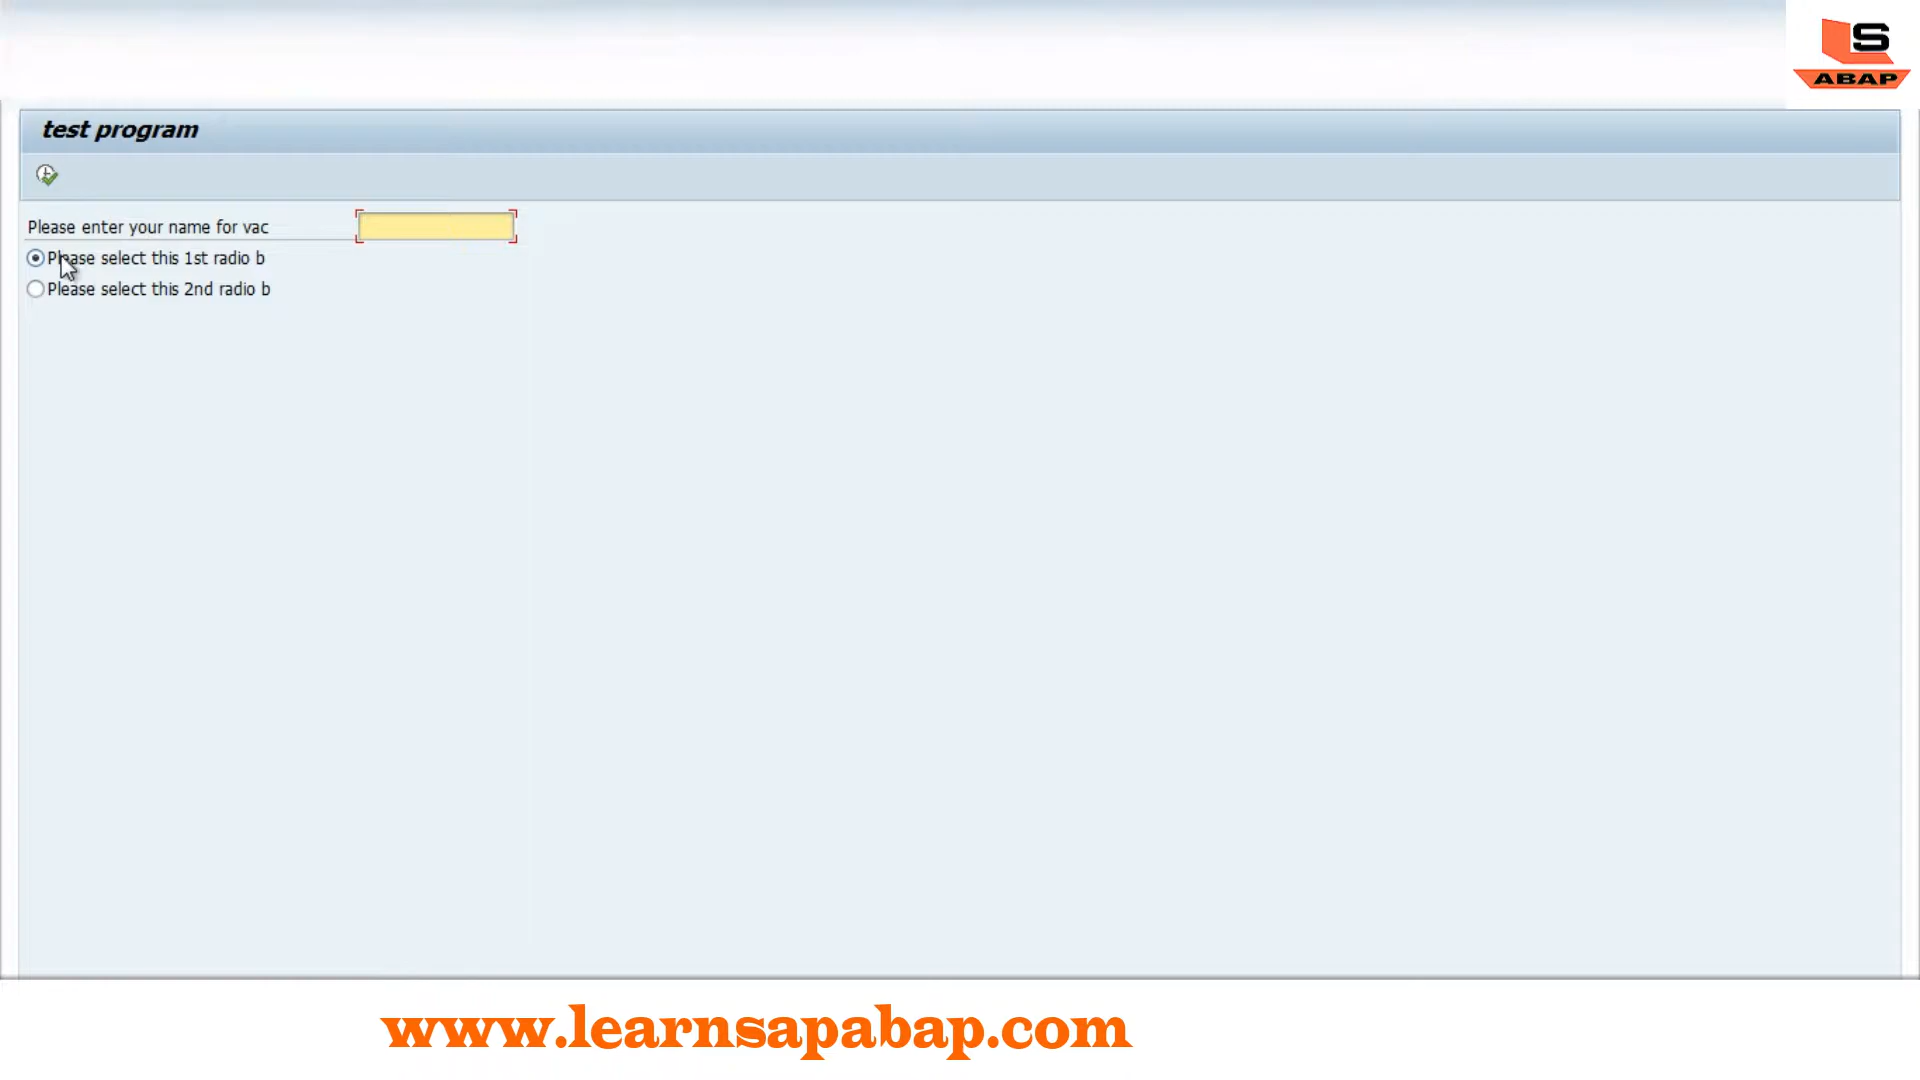 LS
ABAP
test program
Please enter your name for vac
Please select this 1st radio b
Please select this 2nd radio b
www.learnsapabap.com